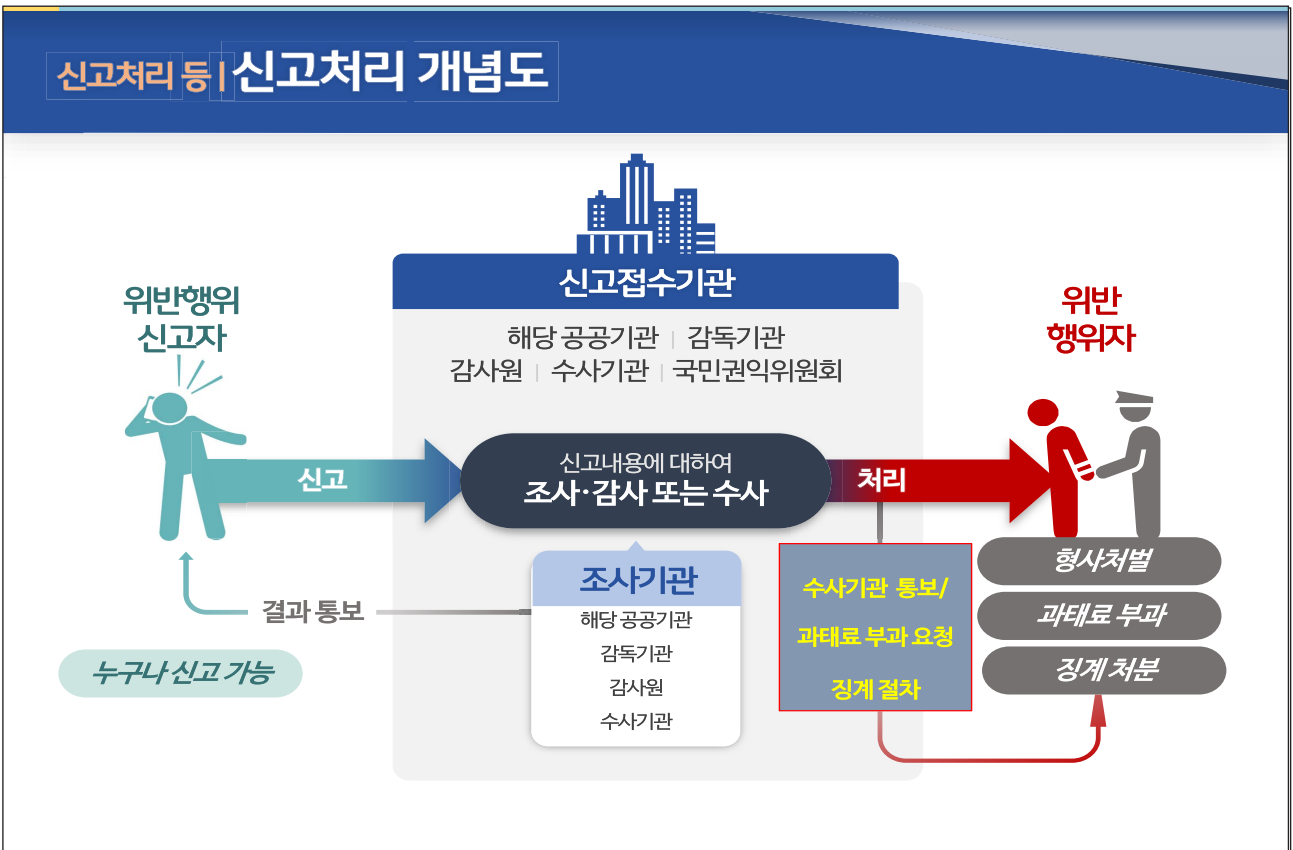 신고처리 등 | 신고처리 개념도
신고접수기관
해당 공공기관 | 감독기관
감사원 | 수사기관 | 국민권익위원회
위반행위
신고자
신고
신고내용에 대하여
조사·감사 또는 수사
처리
위반
행위자
조사기관
해당 공공기관
감독기관
감사원
수사기관
결과 통보
누구나 신고 가능
수사기관 통보/
과태료 부과 요청
징계 절차
형사처벌
과태료 부과
징계 처분